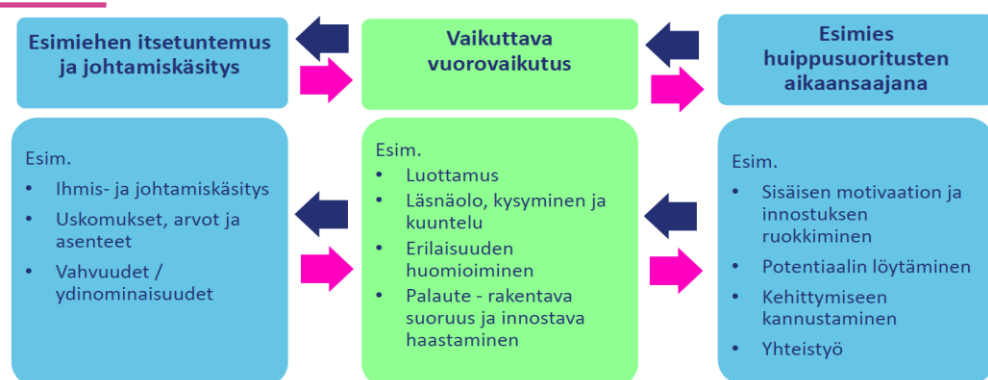 Esimiehen itsetuntemus
ja johtamiskäsitys
Vaikuttava
vuorovaikutus
Esimies
huippusuoritusten
aikaansaajana
Esim.
• Ihmis- ja johtamiskäsitys
• Uskomukset, arvot ja
asenteet
• Vahvuudet /
ydinominaisuudet
Esim.
• Luottamus
• Läsnäolo, kysyminen ja
kuuntelu
• Erilaisuuden
huomioiminen
• Palaute - rakentava
suoruus ja innostava
haastaminen
Esim.
• Sisäisen motivaation ja
innostuksen
ruokkiminen
• Potentiaalin löytäminen
• Kehittymiseen
kannustaminen
• Yhteistyö